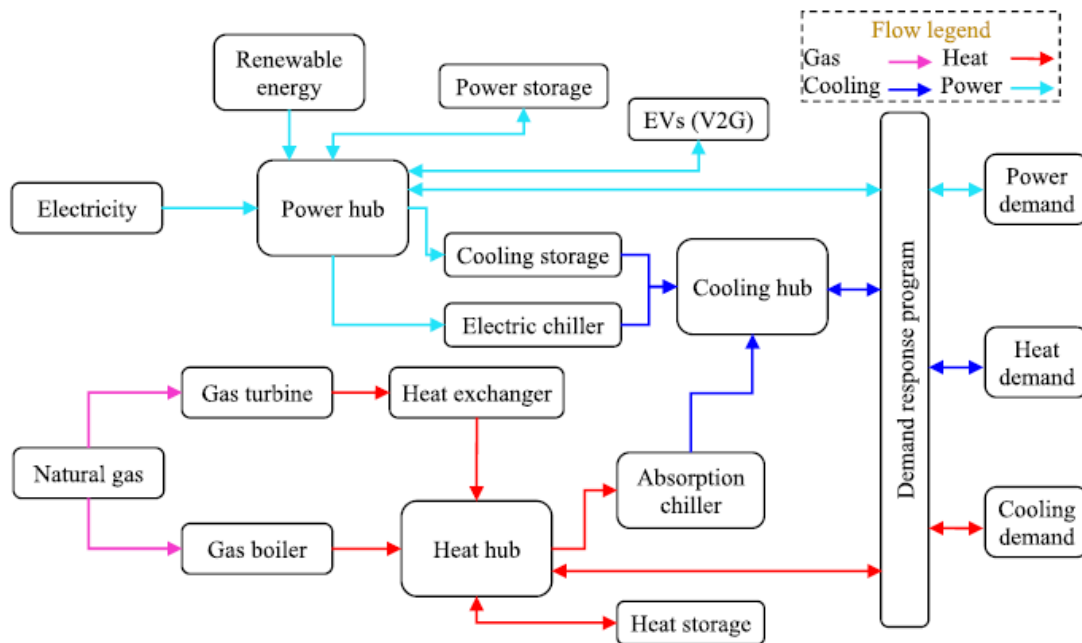 Flow legend
Gas
Heat
Cooling
Power
Renewable
energy
Power storage
EVs (V2G)
Electricity
Power hub
Power
demand
Cooling storage
Cooling hub
Electric chiller
Demand response program
Heat
demand
Gas turbine
Heat exchanger
Natural gas
Absorption
chiller
Cooling
demand
Gas boiler
Heat hub
Heat storage